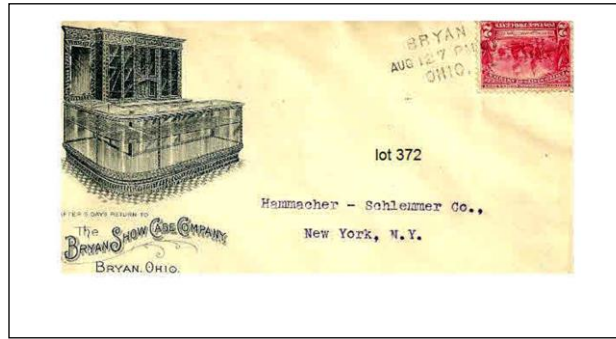 BRYAN
AUG 12 7 PM
OHIO.
lot 372
Hammacher - Schlemmer Co.,
New York, N.Y.
AFTER 5 DAYS RETURN TO
The
BRYAN SHOW CASE COMPANY
BRYAN, OHIO.